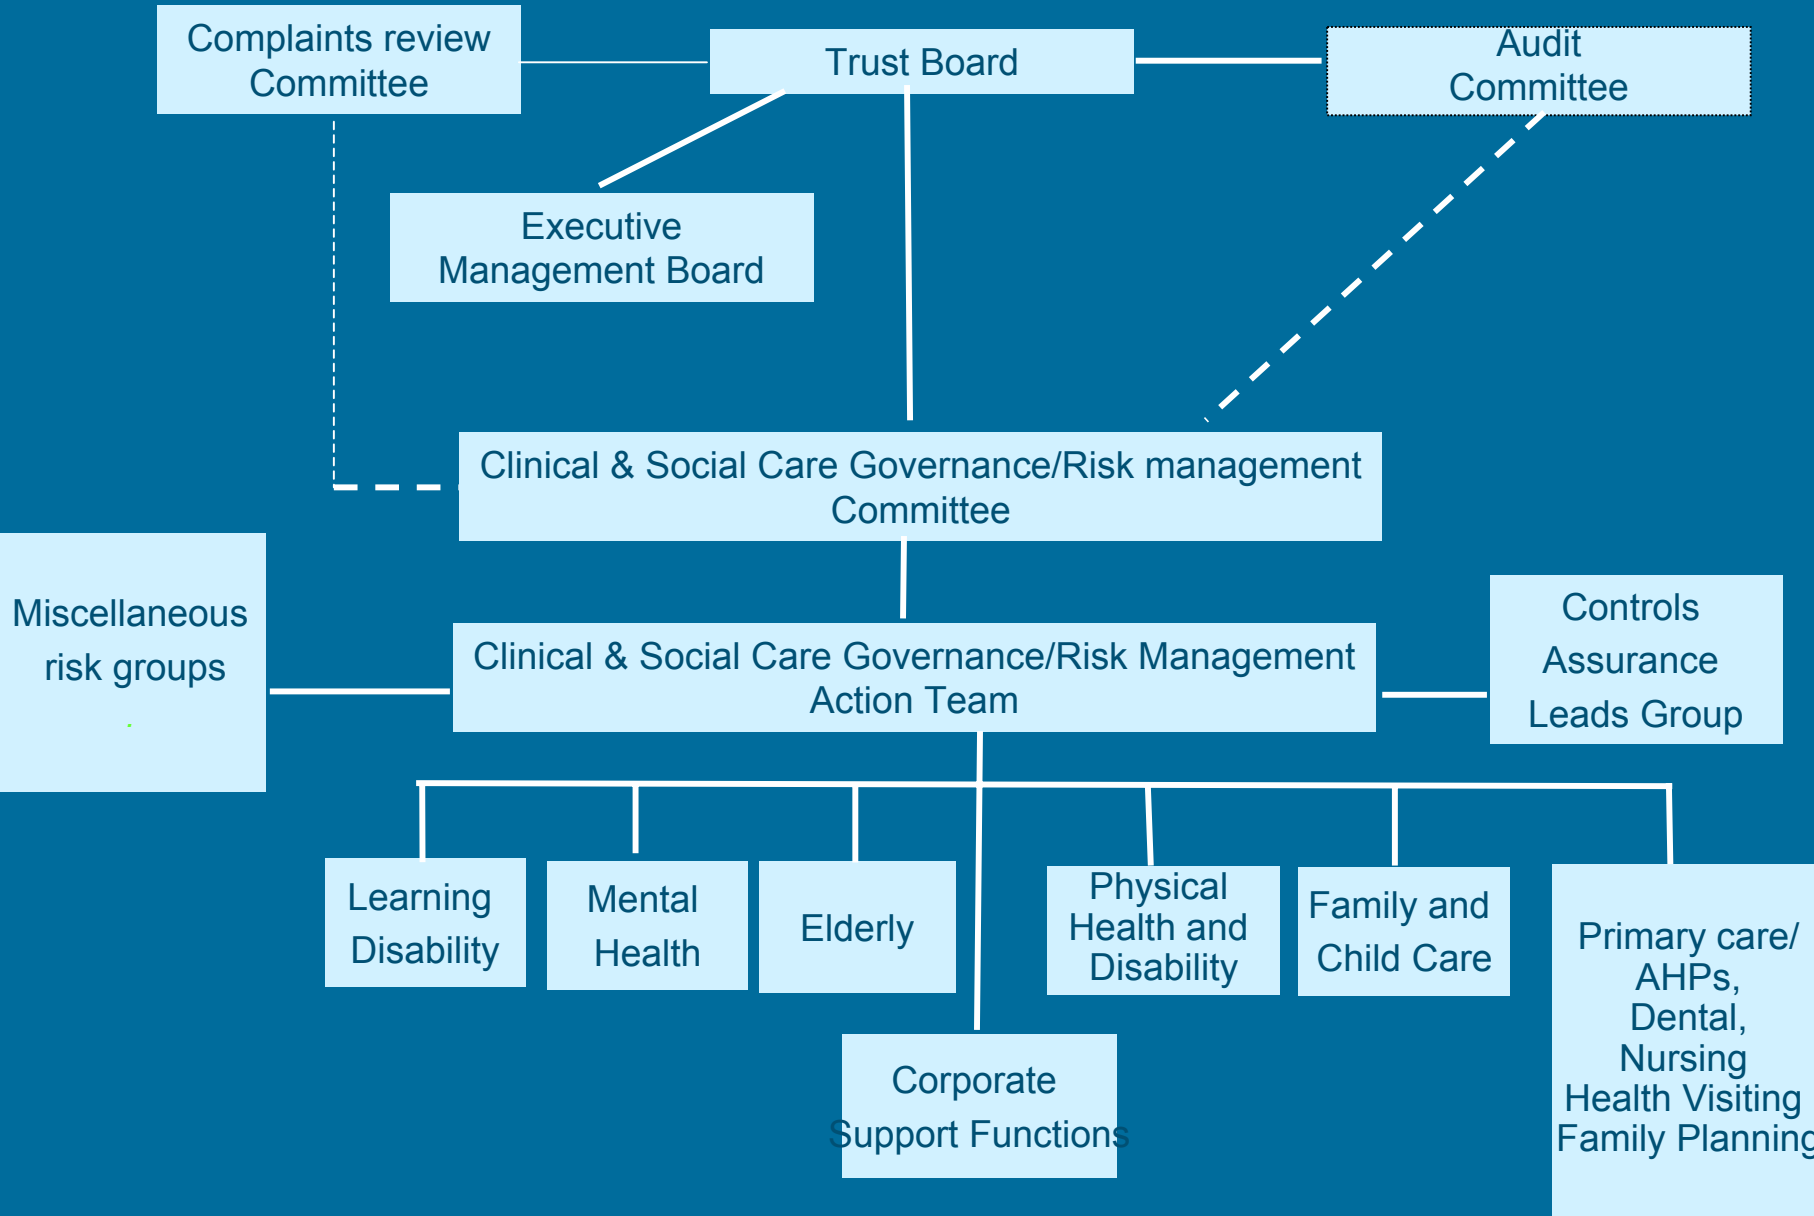 Complaints review
Committee
Trust Board
Audit
Committee
Executive
Management Board
Clinical & Social Care Governance/Risk management
Committee
Miscellaneous
risk groups
.
Clinical & Social Care Governance/Risk Management
Action Team
Controls
Assurance
Leads Group
Learning
Disability
Mental
Health
Elderly
Physical
Health and
Disability
Family and
Child Care
Primary care/
AHPs,
Dental,
Nursing
Health Visiting
Family Planning
Corporate
Support Functions